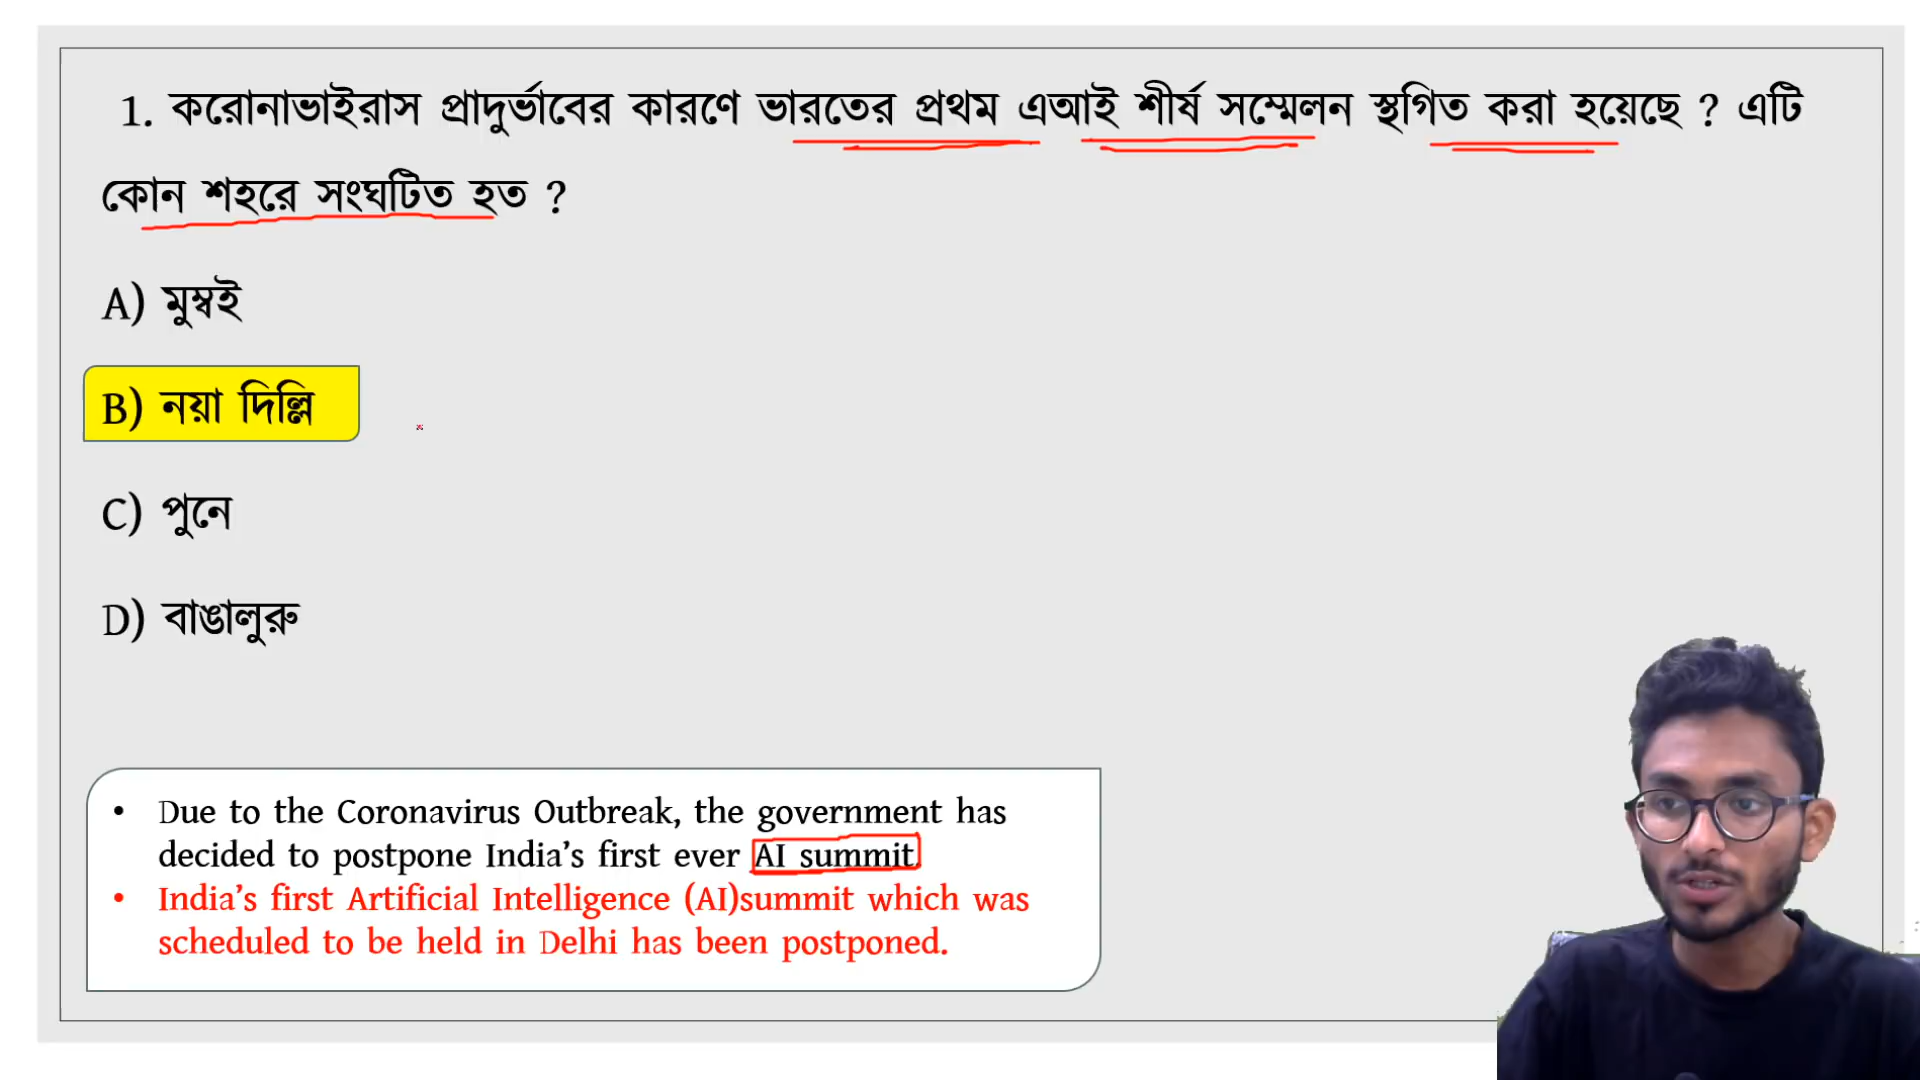 1. করোনাভাইরাস প্রাদুর্ভাবের কারণে ভারতের প্রথম এআই শীর্ষ সম্মেলন স্থগিত করা হয়েছে ? এটি
কোন শহরে সংঘটিত হত ?
A) মুম্বই
B) নয়া দিল্লি
C) পুনে
D) বাঙালুরু
• Due to the Coronavirus Outbreak, the government has
decided to postpone India’s first ever AI summit.
• India’s first Artificial Intelligence (AI)summit which was
scheduled to be held in Delhi has been postponed.